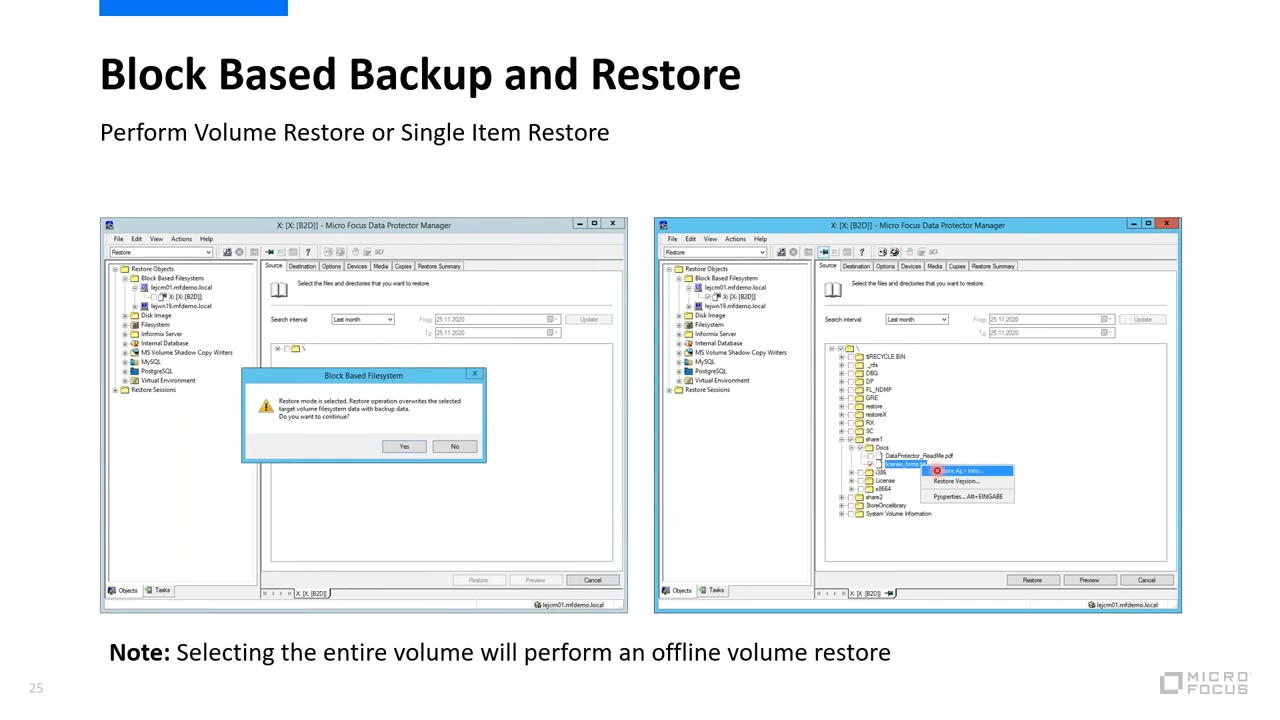 Block Based Backup and Restore
Perform Volume Restore or Single Item Restore
X: [X: [B2D]] - Micro Focus Data Protector Manager
File Edit View Actions Help
Restore
Restore Objects
Block Based Filesystem
lejcm01.mfdemo.local
X: [X: [B2D]]
lejwn19.mfdemo.local
Disk Image
Filesystem
Informix Server
Internal Database
MS Volume Shadow Copy Writers
MySQL
PostgreSQL
Virtual Environment
Restore Sessions
Objects Tasks
Source Destination Options Devices Media Copies Restore Summary
Select the files and directories that you want to restore.
Search interval Last month From: 25.11.2020 Update
To: 25.11.2020
\
Block Based Filesystem
Restore mode is selected. Restore operation overwrites the selected
target volume filesystem data with backup data.
Do you want to continue?
Yes No
Restore Preview Cancel
X: [X: [B2D]]
lejcm01.mfdemo.local
X: [X: [B2D]] - Micro Focus Data Protector Manager
File Edit View Actions Help
Restore
Restore Objects
Block Based Filesystem
lejcm01.mfdemo.local
X: [X: [B2D]]
lejwn19.mfdemo.local
Disk Image
Filesystem
Informix Server
Internal Database
MS Volume Shadow Copy Writers
MySQL
PostgreSQL
Virtual Environment
Restore Sessions
Objects Tasks
Source Destination Options Devices Media Copies Restore Summary
Select the files and directories that you want to restore.
Search interval Last month From: 25.11.2020 Update
To: 25.11.2020
\
$RECYCLE.BIN
_nfs
DBG
DP
FL_NDMP
GRE
restore
restoreX
RX
SC
share1
Docs
DataProtector_ReadMe.pdf
i386
License
x8664
share2
StoreOncelibrary
System Volume Information
As / Into...
Restore Version...
Properties... Alt+EINGABE
Restore Preview Cancel
X: [X: [B2D]]
lejcm01.mfdemo.local
Note: Selecting the entire volume will perform an offline volume restore
25
MICRO
FOCUS